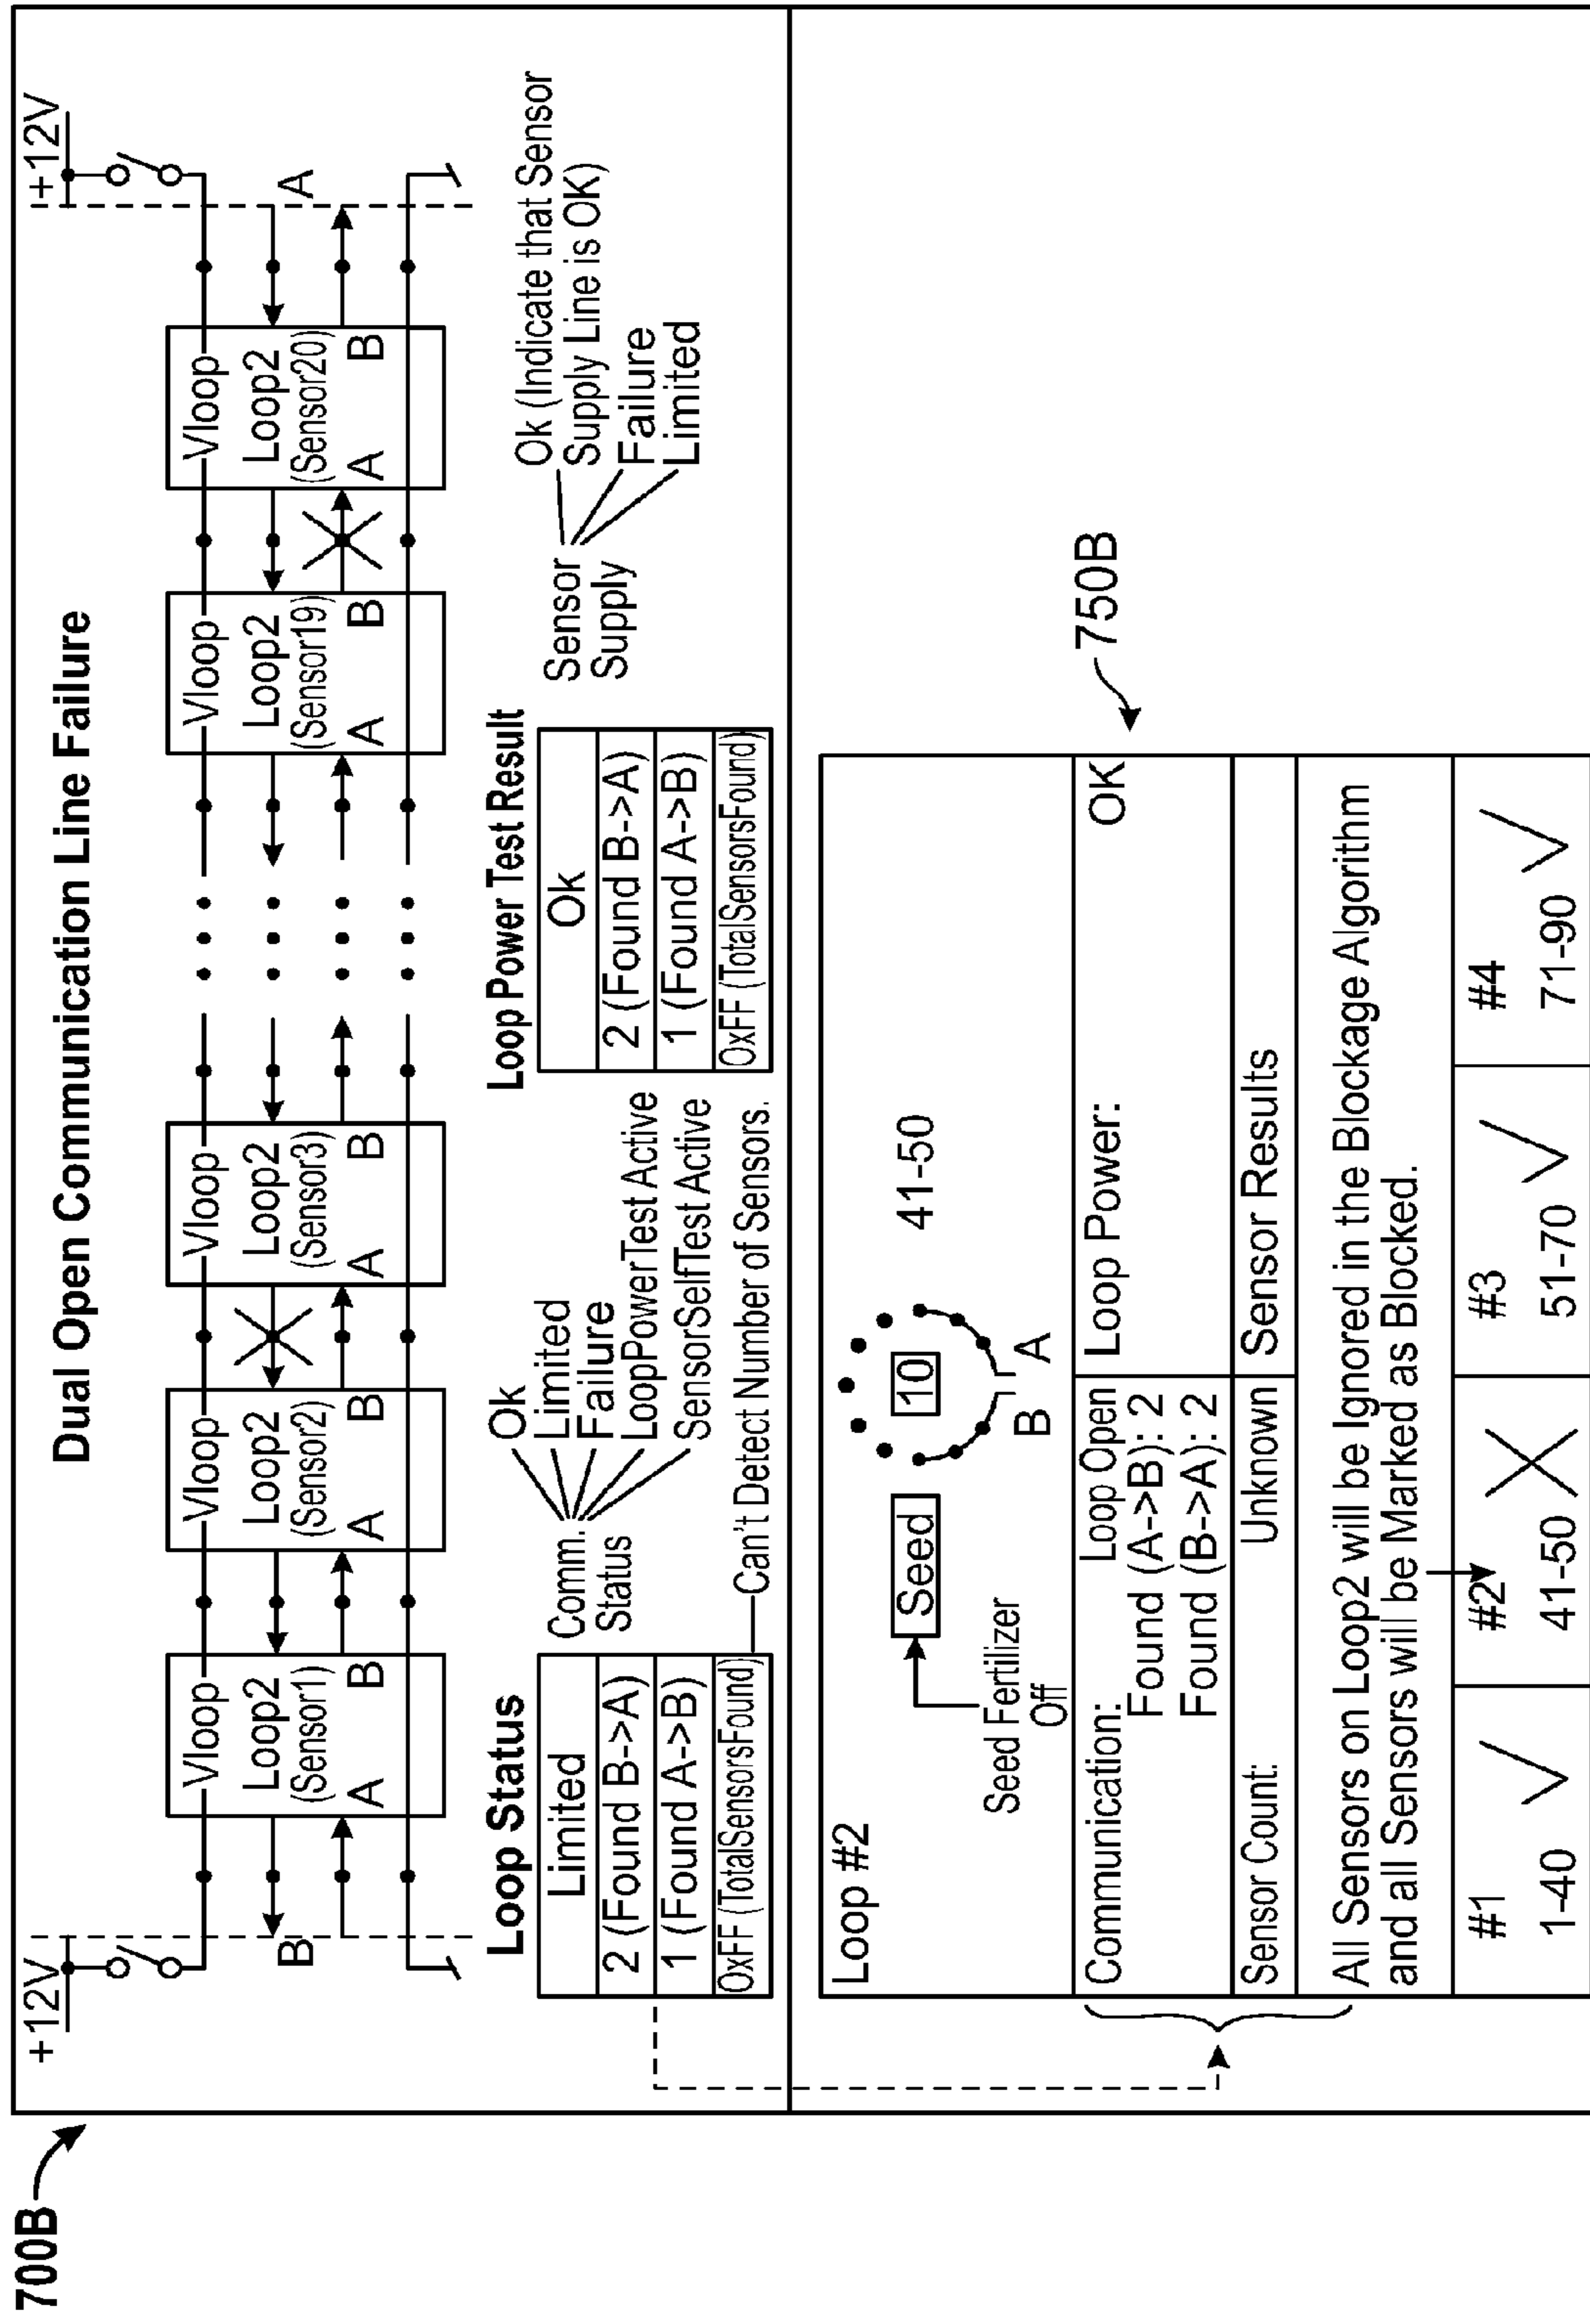 700B
Dual Open Communication Line Failure
+12V
+12V
B
A
Vloop
Loop2
(Sensor1)
A
B
Vloop
Loop2
(Sensor2)
A
B
Vloop
Loop2
(Sensor3)
A
B
Vloop
Loop2
(Sensor19)
A
B
Vloop
Loop2
(Sensor20)
A
B
Loop Status
Limited
2 (Found B->A)
1 (Found A->B)
OxFF (TotalSensorsFound)
Comm.
Status
Ok
Limited
Failure
LoopPowerTest Active
SensorSelfTest Active
Can't Detect Number of Sensors.
Loop Power Test Result
Ok
2 (Found B->A)
1 (Found A->B)
OxFF (TotalSensorsFound)
Sensor
Supply
Ok (Indicate that Sensor
Supply Line is OK)
Failure
Limited
750B
Loop #2
Seed
Seed Fertilizer
Off
10
B
A
41-50
Communication:
Loop Open
Found (A->B): 2
Found (B->A): 2
Loop Power:
OK
Sensor Count:
Unknown
Sensor Results
All Sensors on Loop2 will be Ignored in the Blockage Algorithm
and all Sensors will be Marked as Blocked.
#1
1-40
#2
41-50
#3
51-70
#4
71-90